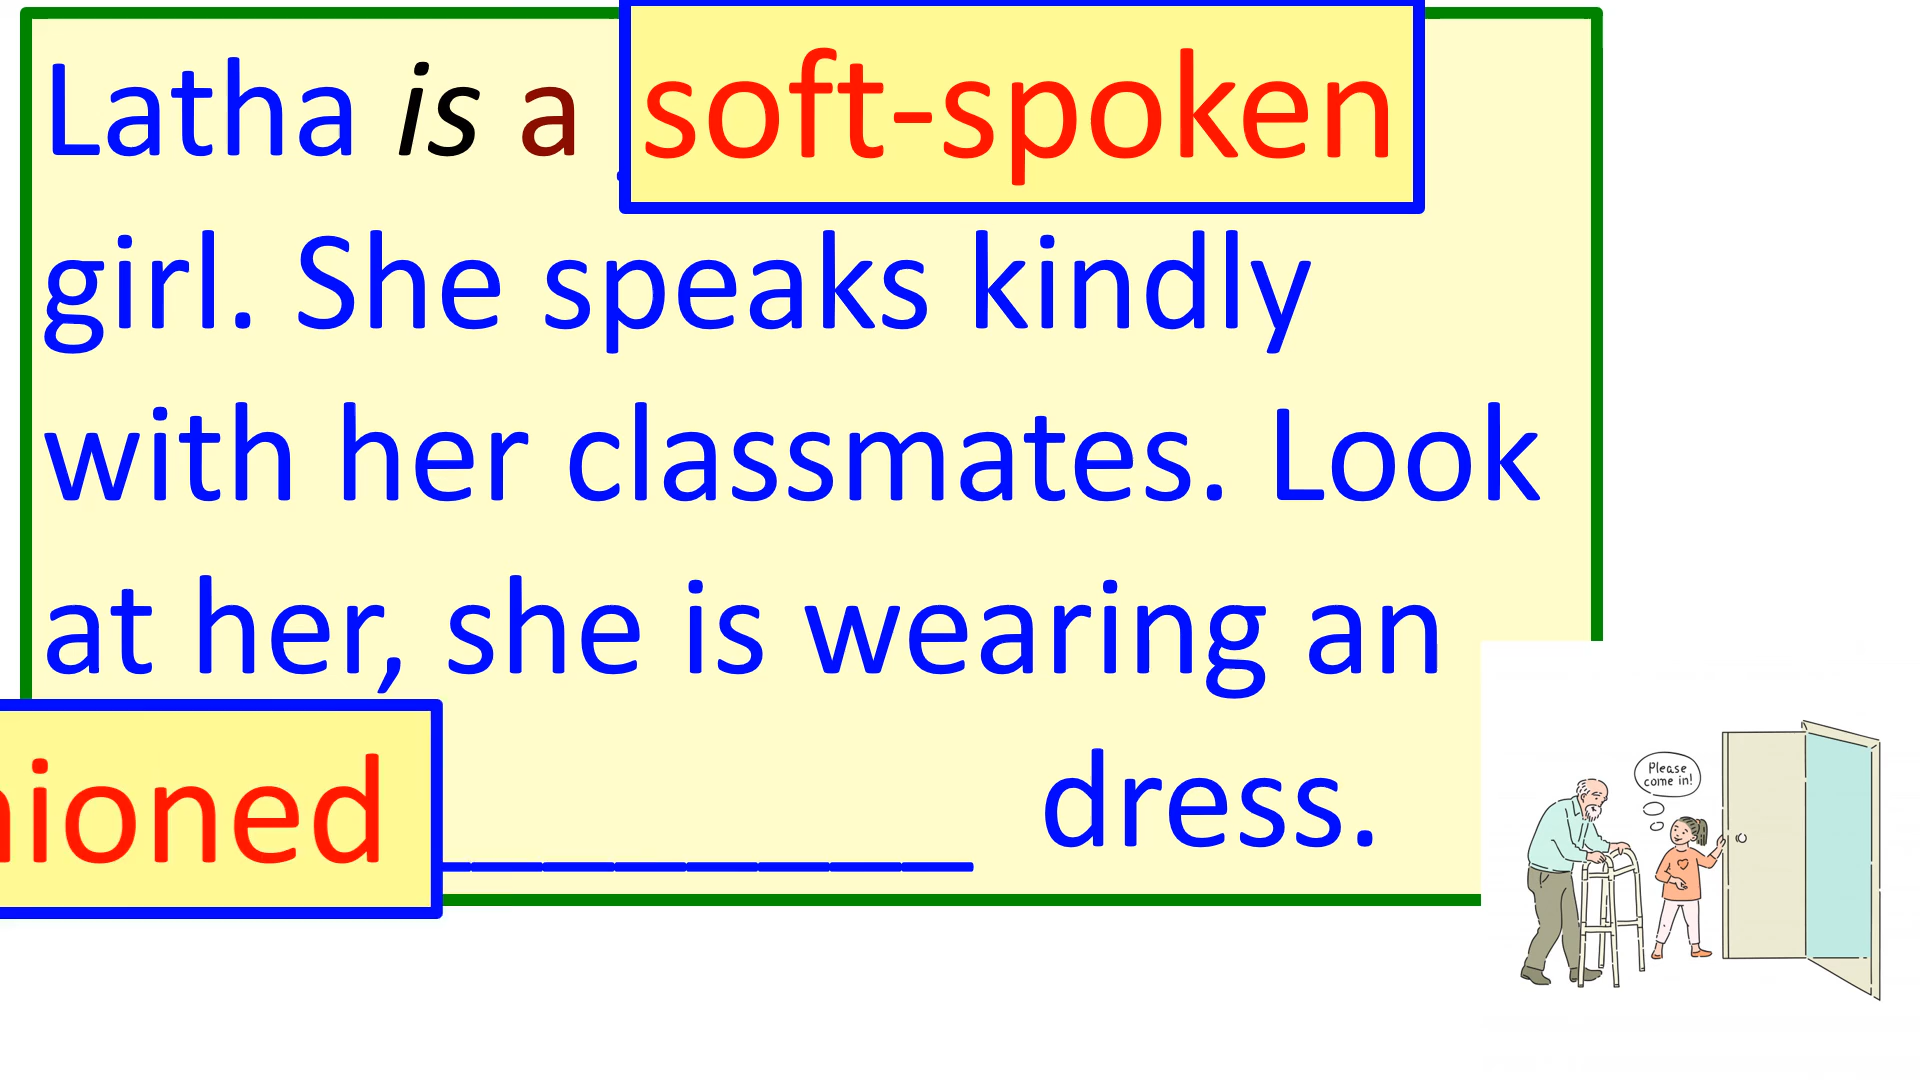 Latha is a soft-spoken
girl. She speaks kindly
with her classmates. Look
at her, she is wearing an
nioned ________ dress.
Please
come in!